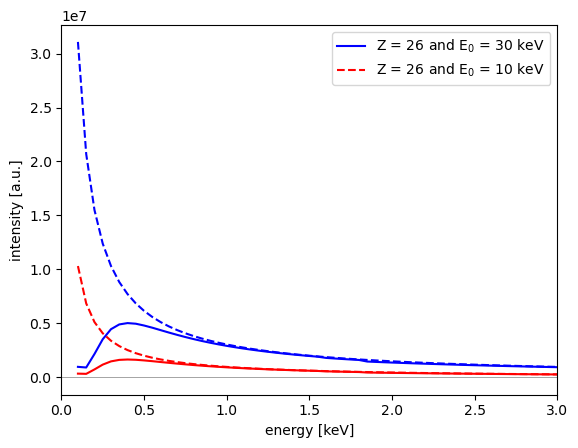 1e7
Z = 26 and E₀ = 30 keV
Z = 26 and E₀ = 10 keV
3.0
2.5
2.0
1.5
1.0
0.5
0.0
intensity [a.u.]
0.0 0.5 1.0 1.5 2.0 2.5 3.0
energy [keV]